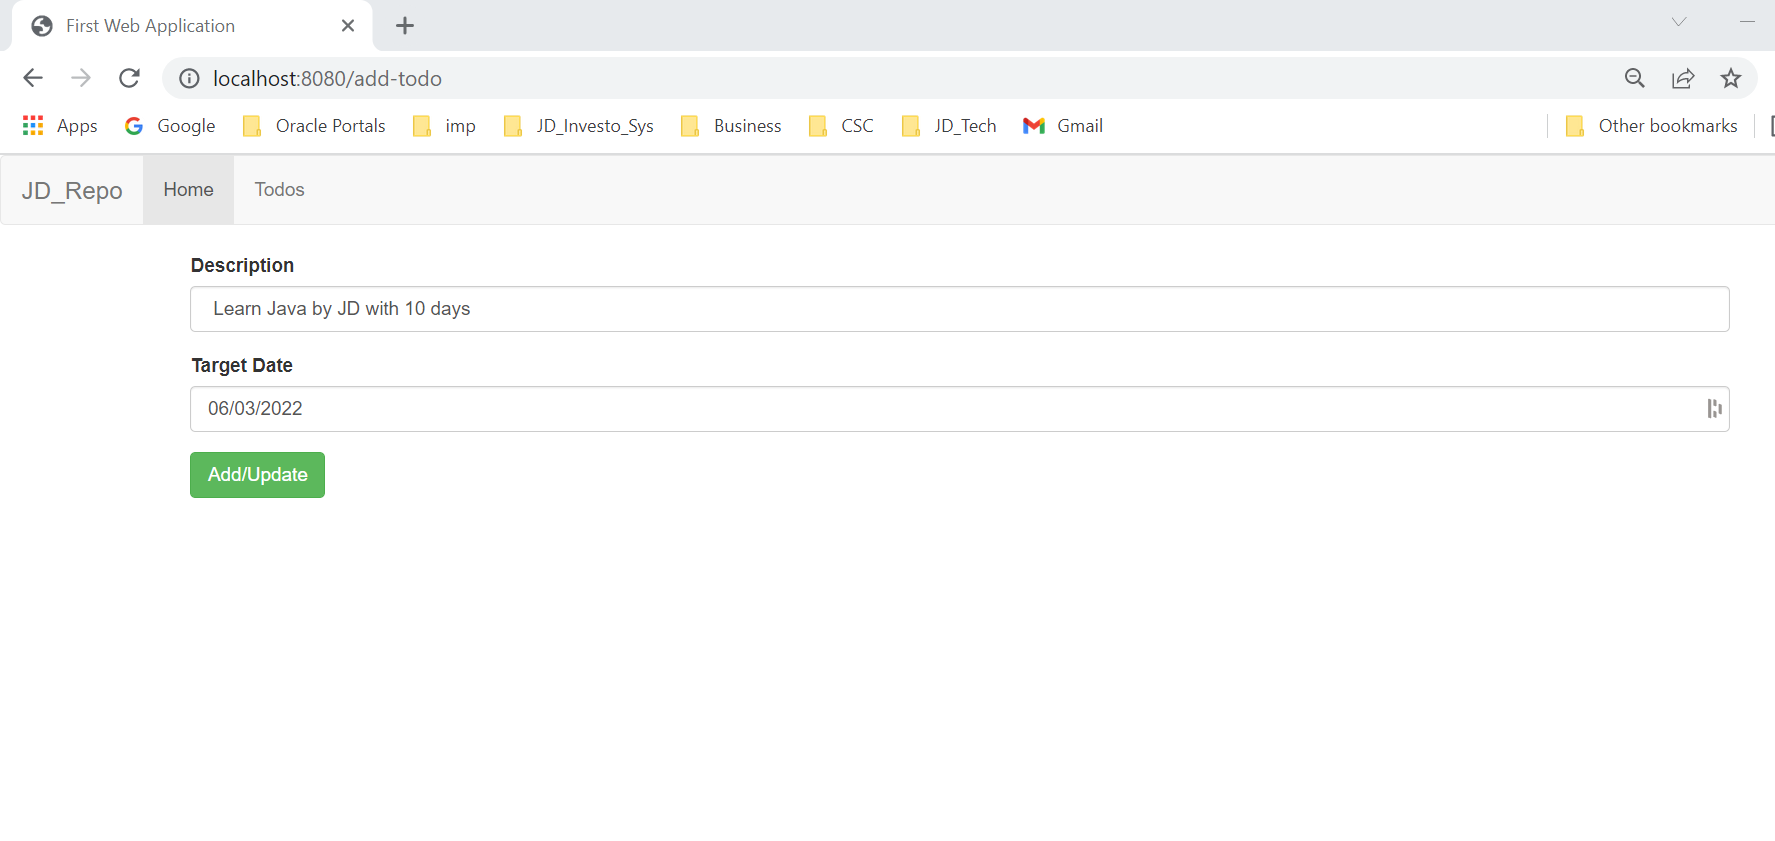 First Web Application
localhost:8080/add-todo
Apps Google Oracle Portals imp JD_Investo_Sys Business CSC JD_Tech Gmail Other bookmarks
JD_Repo Home Todos
Description
Learn Java by JD with 10 days
Target Date
06/03/2022
Add/Update